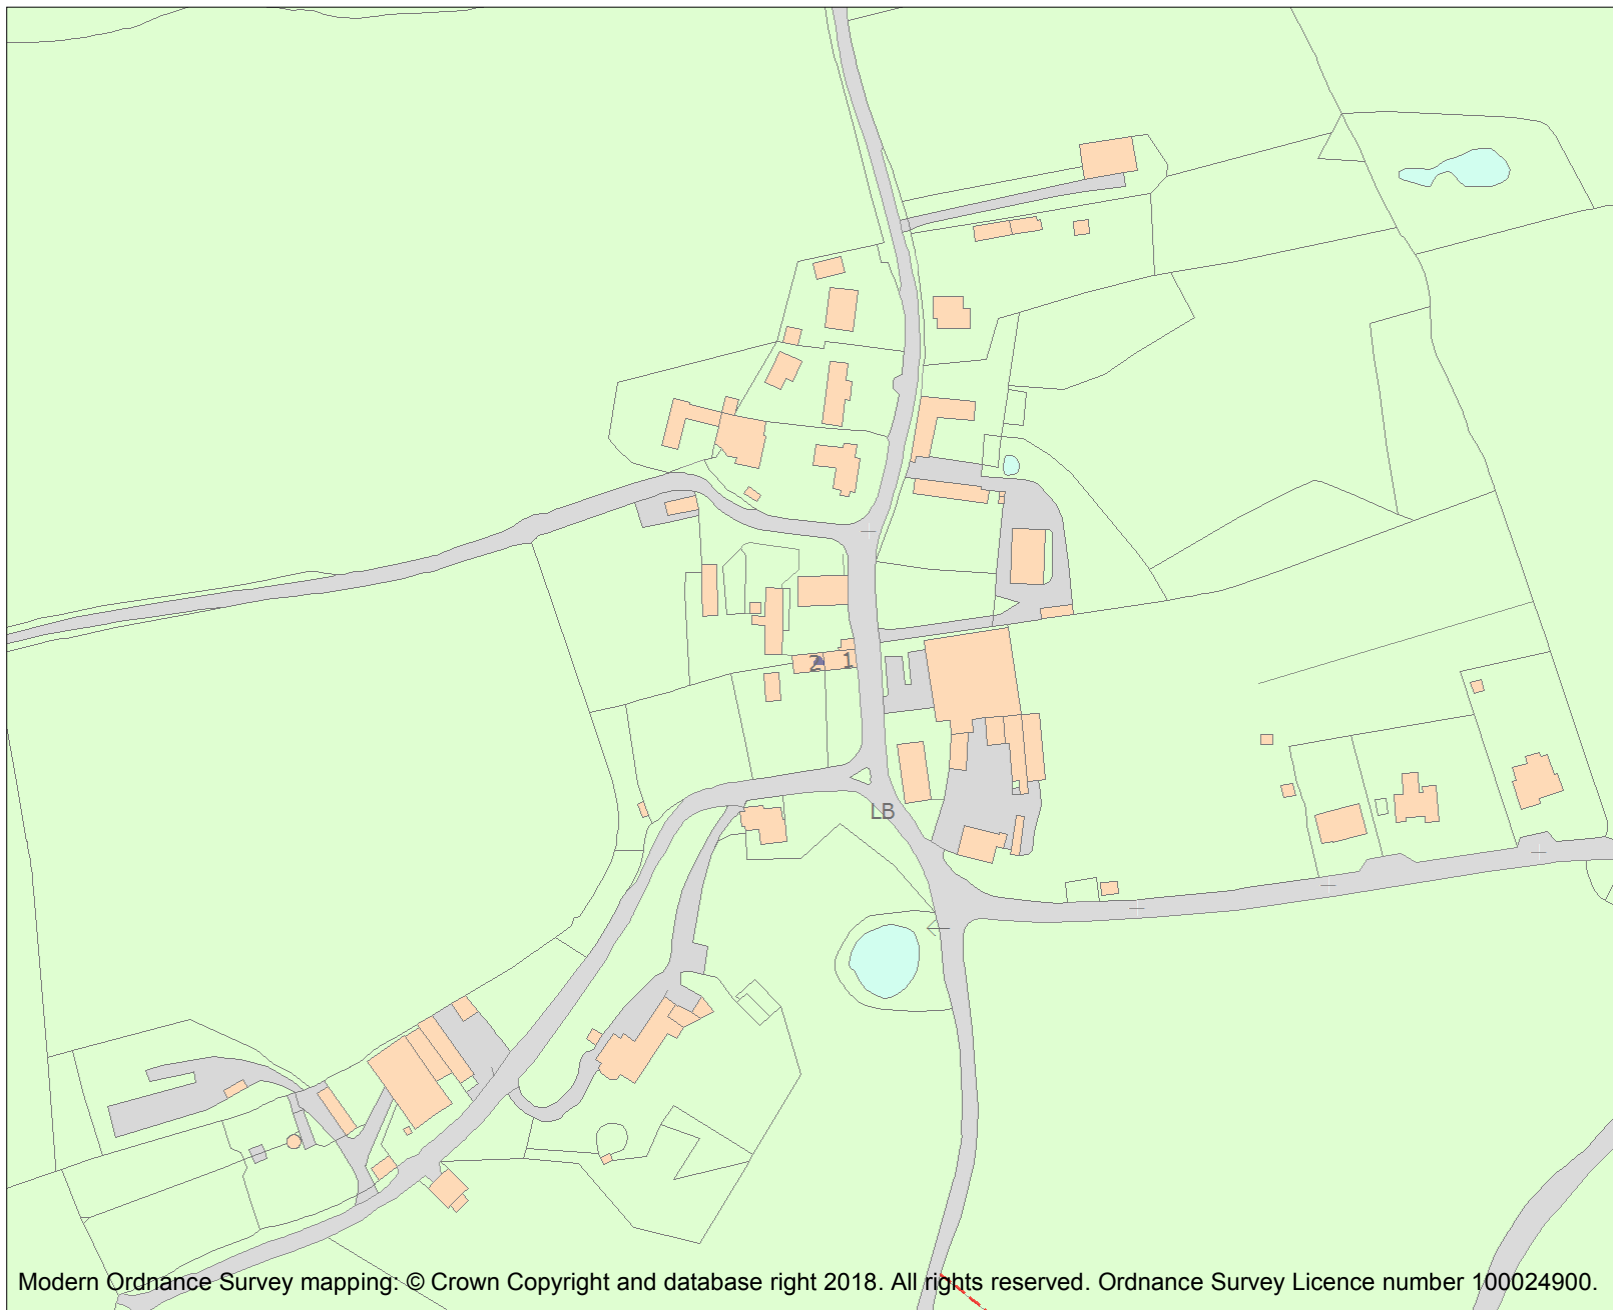 2 1
LB
Modern Ordnance Survey mapping: © Crown Copyright and database right 2018. All rights reserved. Ordnance Survey Licence number 100024900.